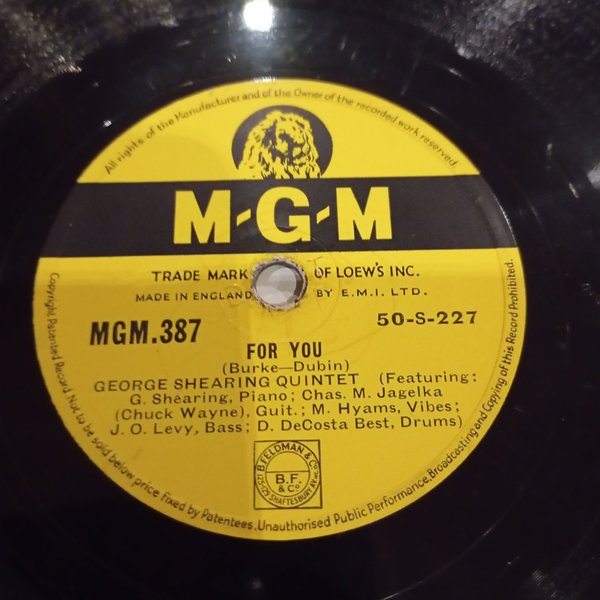 All rights of the Manufacturer and of the Owner of the recorded work reserved.
M-G-M
TRADE MARK OF LOEW'S INC.
MADE IN ENGLAND BY E.M.I. LTD.
MGM.387 50-S-227
FOR YOU
(Burke—Dubin)
GEORGE SHEARING QUINTET (Featuring:
G. Shearing, Piano; Chas. M. Jagelka
(Chuck Wayne), Guit.; M. Hyams, Vibes;
J. O. Levy, Bass; D. DeCosta Best, Drums)
B. FELDMAN & Co.
B.F.
& Co.
125-129 SHAFTESBURY AV.
Copyright Patented Record. Not to be sold below price fixed by Patentees. Unauthorised Public Performance, Broadcasting and Copying of this Record Prohibited.